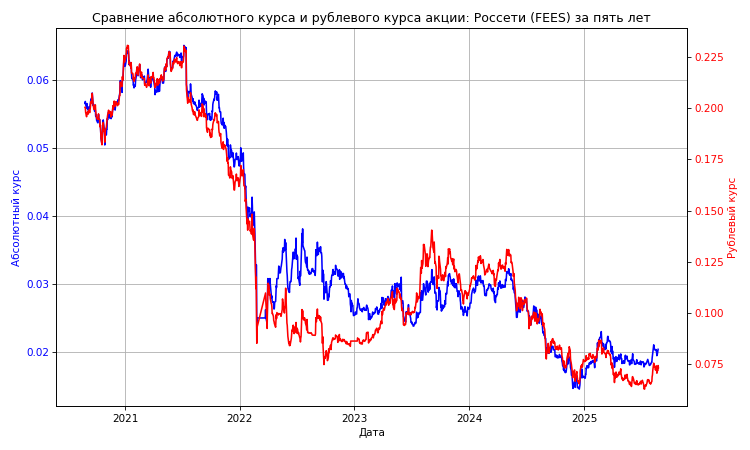 Сравнение абсолютного курса и рублевого курса акции: Россети (FEES) за пять лет
0.06
0.05
0.04
0.03
0.02
Абсолютный курс
0.225
0.200
0.175
0.150
0.125
0.100
0.075
Рублевый курс
2021 2022 2023 2024 2025
Дата